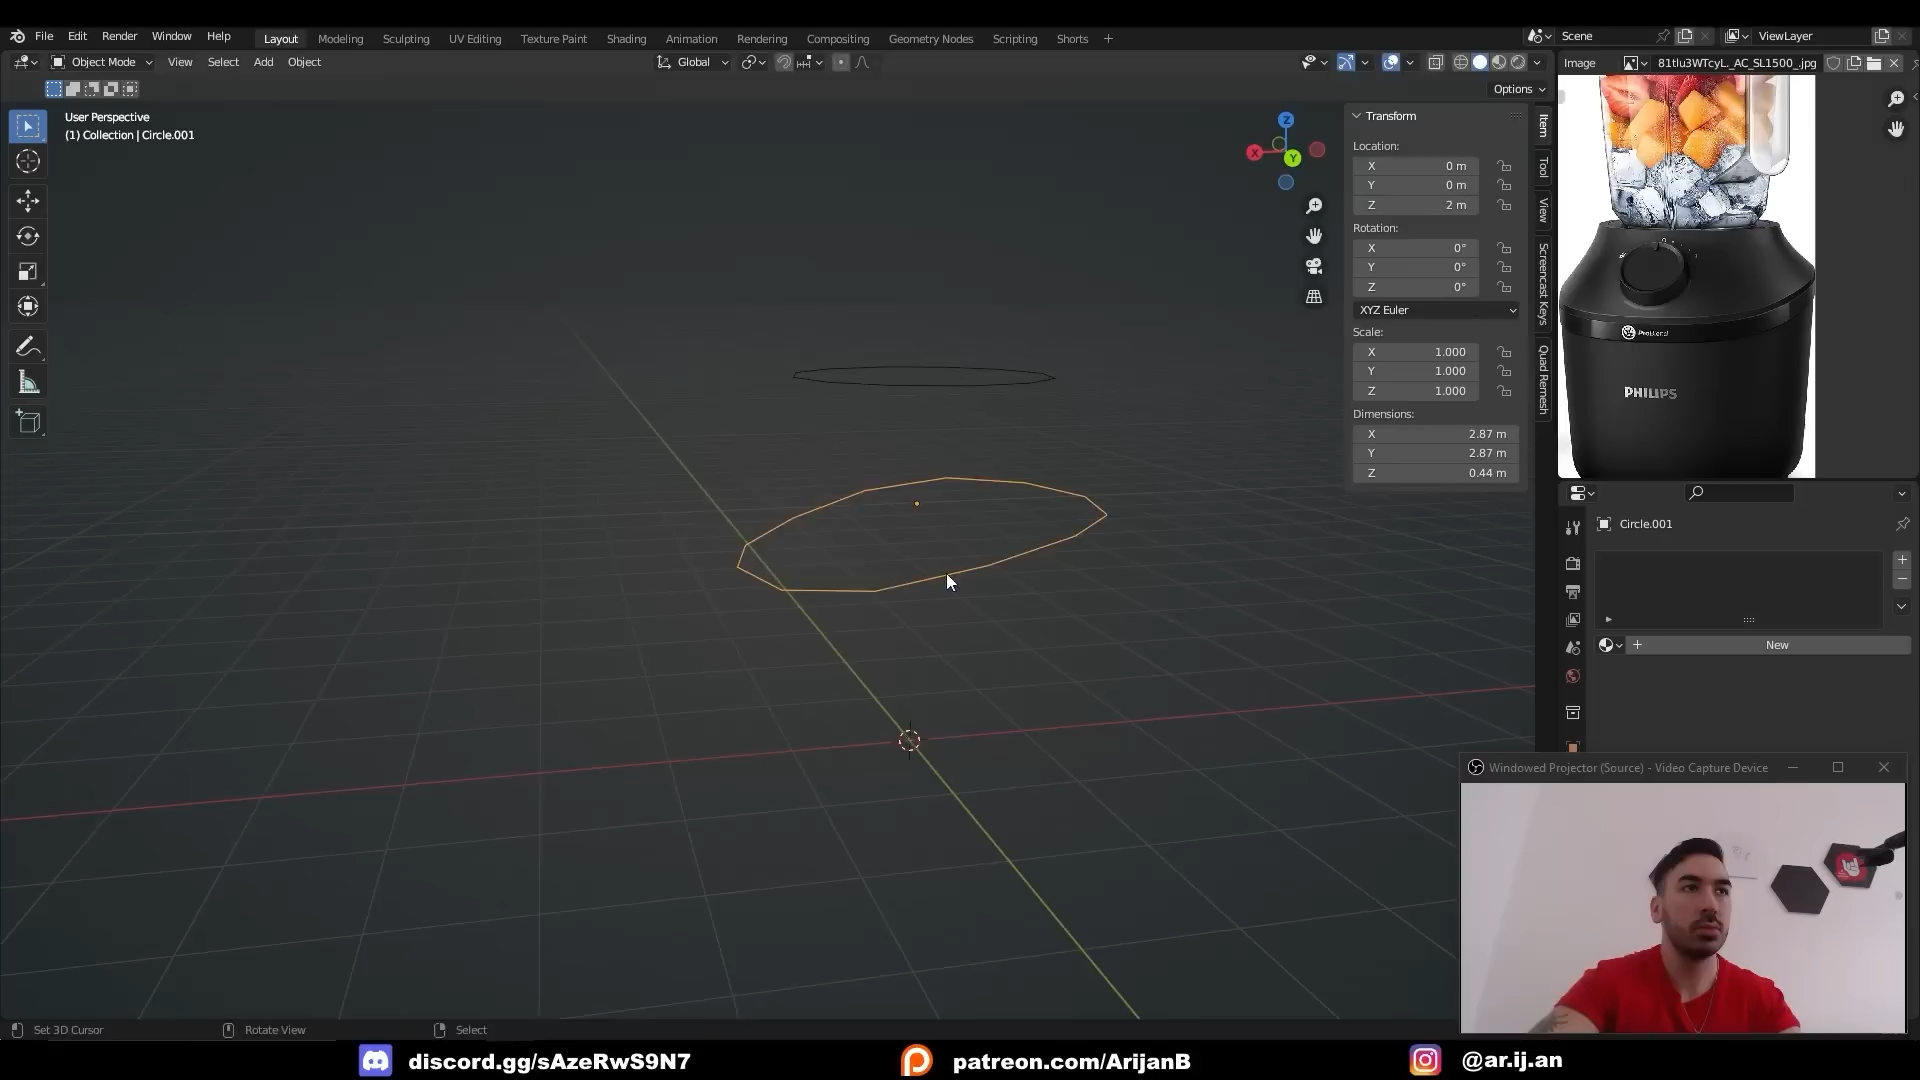 File Edit Render Window Help Layout Modeling Sculpting UV Editing Texture Paint Shading Animation Rendering Compositing Geometry Nodes Scripting Shorts + Scene ViewLayer
Object Mode View Select Add Object Global Image 81tlu3WTcyL._AC_SL1500_.jpg
Options
User Perspective
(1) Collection | Circle.001
Transform
Location:
X 0 m
Y 0 m
Z 2 m
Rotation:
X 0°
Y 0°
Z 0°
XYZ Euler
Scale:
X 1.000
Y 1.000
Z 1.000
Dimensions:
X 2.87 m
Y 2.87 m
Z 0.44 m
Item
Tool
View
Screencast Keys
Quad Remesh
X
Y
Z
ProBlend
PHILIPS
Circle.001
New
Windowed Projector (Source) - Video Capture Device
Set 3D Cursor Rotate View Select
discord.gg/sAzeRwS9N7 patreon.com/ArijanB @ar.ij.an